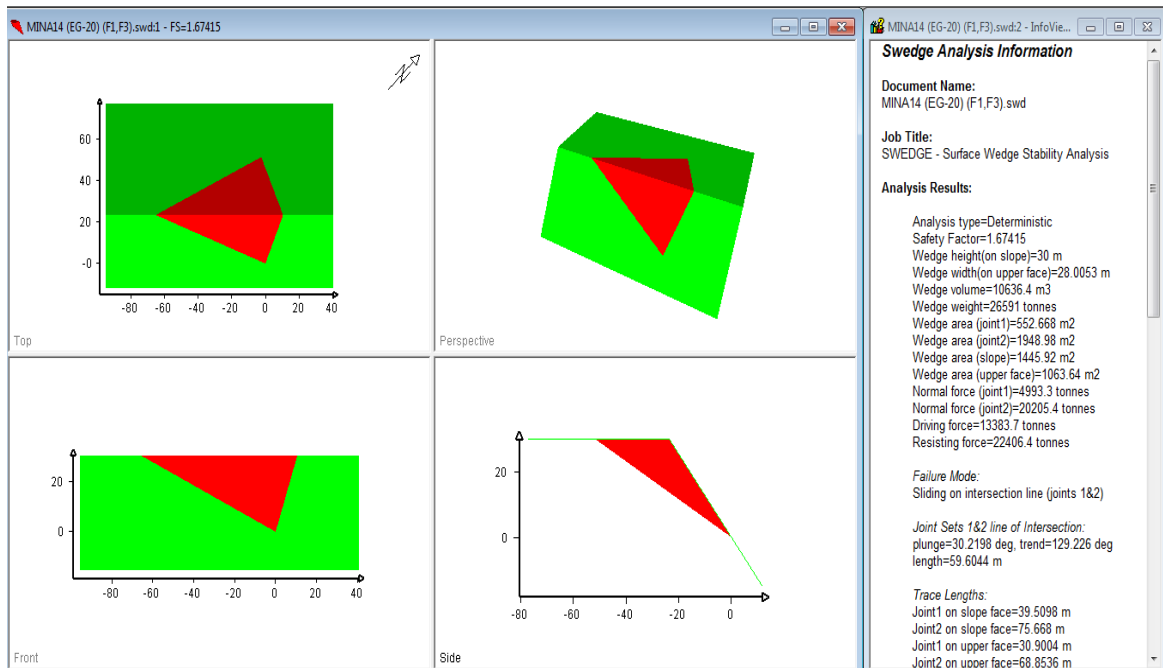 MINA14 (EG-20) (F1,F3).swd:1 - FS=1.67415
N
60
40
20
-0
-80 -60 -40 -20 0 20 40
Top
Perspective
20
0
-80 -60 -40 -20 0 20 40
Front
20
0
-80 -60 -40 -20 0
Side
MINA14 (EG-20) (F1,F3).swd:2 - InfoVie...
Swedge Analysis Information
Document Name:
MINA14 (EG-20) (F1,F3).swd
Job Title:
SWEDGE - Surface Wedge Stability Analysis
Analysis Results:
Analysis type=Deterministic
Safety Factor=1.67415
Wedge height(on slope)=30 m
Wedge width(on upper face)=28.0053 m
Wedge volume=10636.4 m3
Wedge weight=26591 tonnes
Wedge area (joint1)=552.668 m2
Wedge area (joint2)=1948.98 m2
Wedge area (slope)=1445.92 m2
Wedge area (upper face)=1063.64 m2
Normal force (joint1)=4993.3 tonnes
Normal force (joint2)=20205.4 tonnes
Driving force=13383.7 tonnes
Resisting force=22406.4 tonnes
Failure Mode:
Sliding on intersection line (joints 1&2)
Joint Sets 1&2 line of Intersection:
plunge=30.2198 deg, trend=129.226 deg
length=59.6044 m
Trace Lengths:
Joint1 on slope face=39.5098 m
Joint2 on slope face=75.668 m
Joint1 on upper face=30.9004 m
Joint2 on upper face=68.8536 m